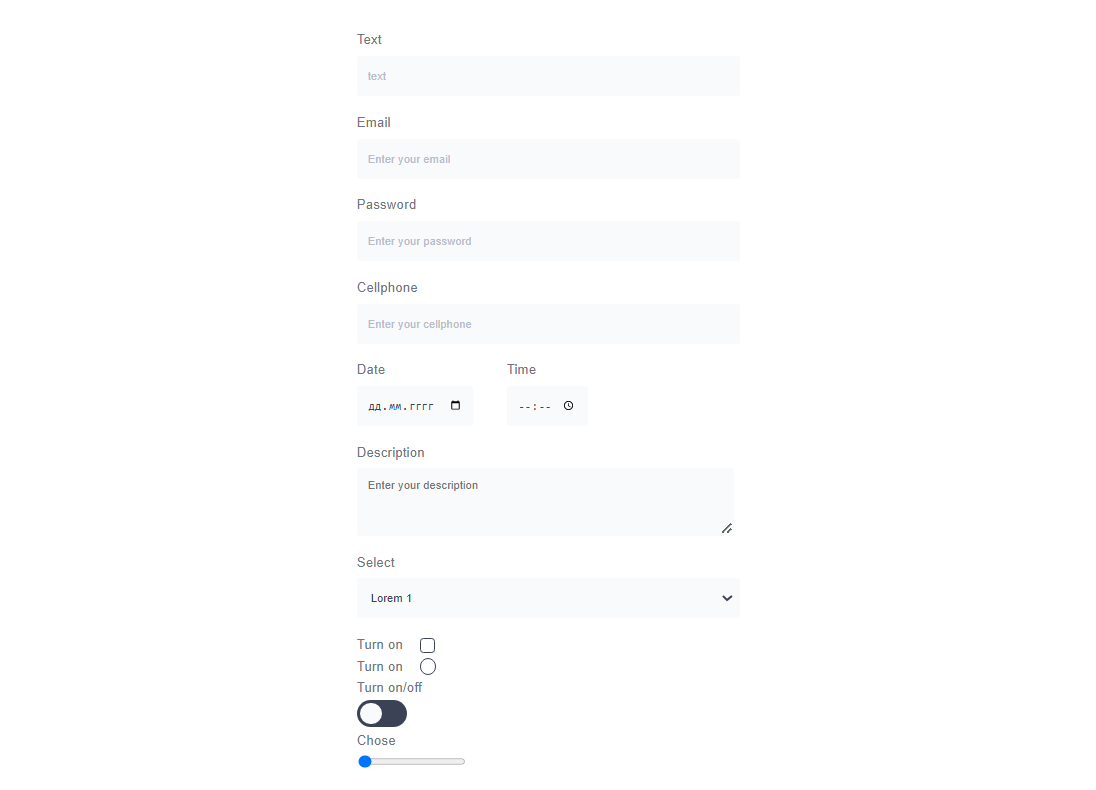 Text
text
Email
Enter your email
Password
Enter your password
Cellphone
Enter your cellphone
Date Time
дд.мм.гггг --:--
Description
Enter your description
Select
Lorem 1
Turn on
Turn on
Turn on/off
Chose